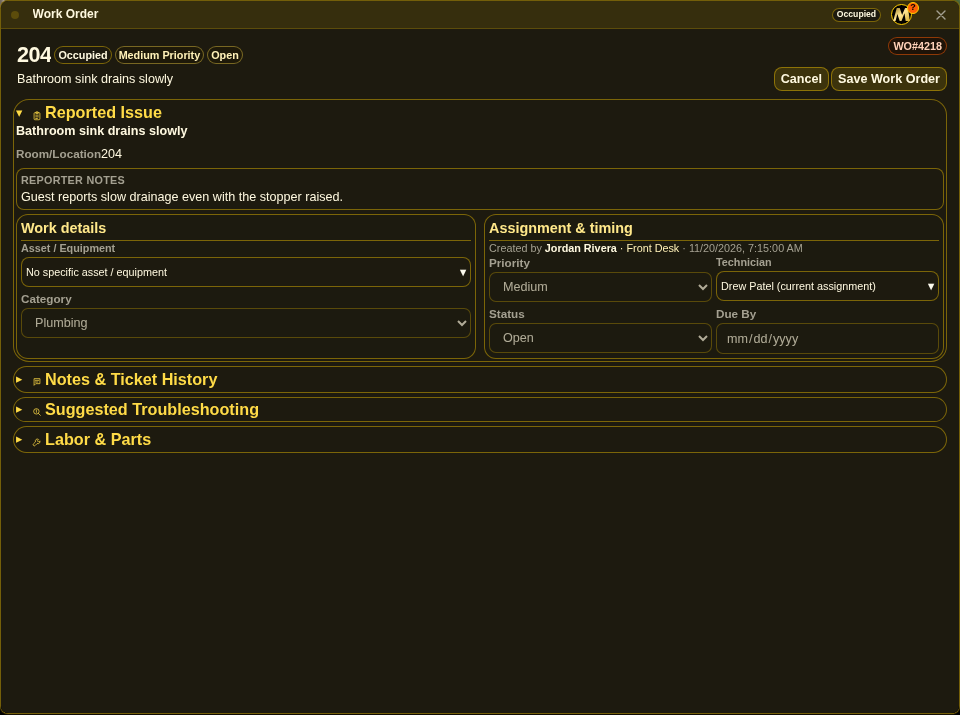 Work Order
Occupied
M?
WO#4218
204 Occupied Medium Priority Open
Bathroom sink drains slowly
Cancel Save Work Order
Reported Issue
Bathroom sink drains slowly
Room/Location204
REPORTER NOTES
Guest reports slow drainage even with the stopper raised.
Work details
Asset / Equipment
No specific asset / equipment
Category
Plumbing
Assignment & timing
Created by Jordan Rivera · Front Desk · 11/20/2026, 7:15:00 AM
Priority
Medium
Technician
Drew Patel (current assignment)
Status
Open
Due By
mm/dd/yyyy
Notes & Ticket History
Suggested Troubleshooting
Labor & Parts